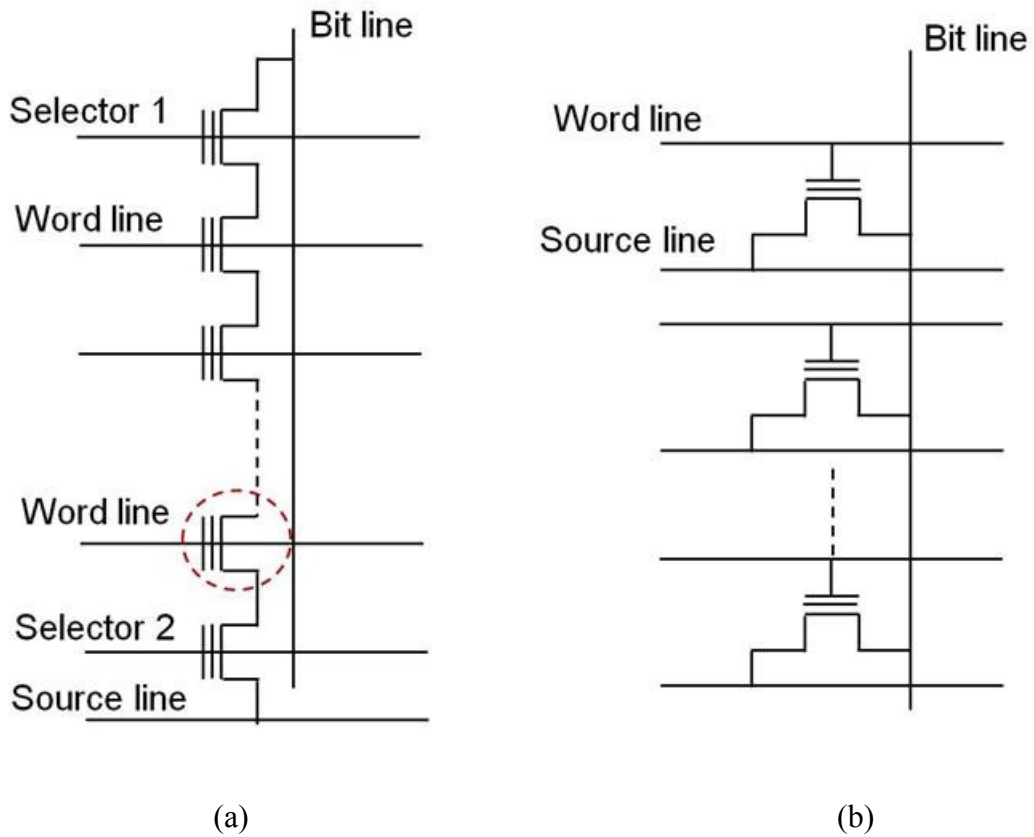 Bit line
Selector 1
Word line
Word line
Selector 2
Source line
Bit line
Word line
Source line
(a)
(b)